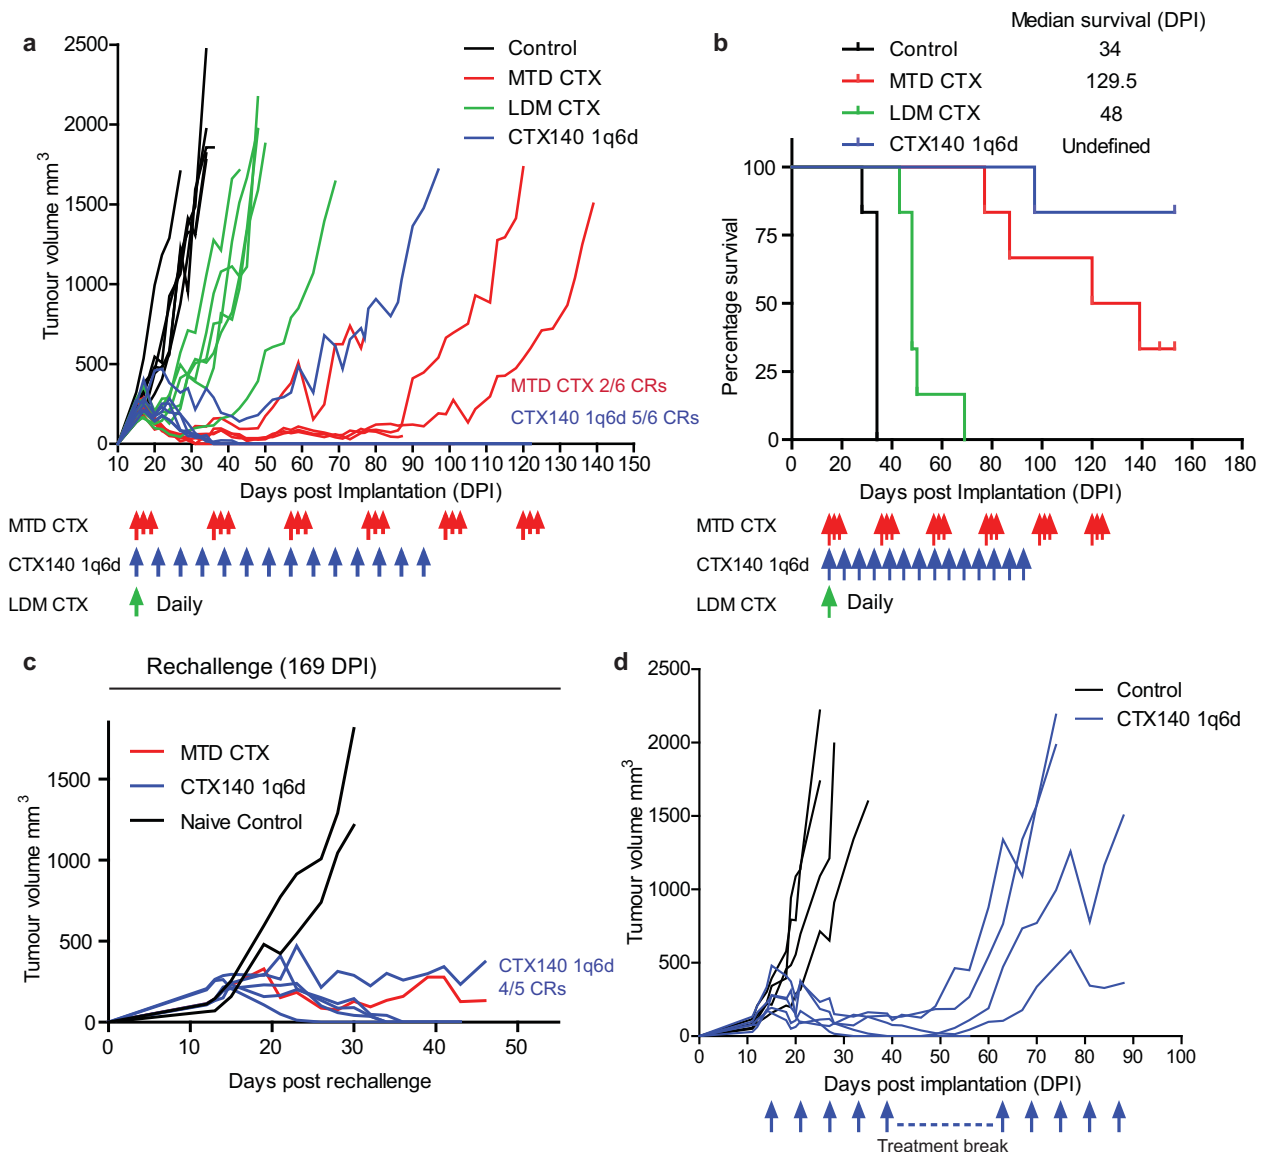 a
2500
2000
1500
1000
500
0
Tumour volume mm3
10 20 30 40 50 60 70 80 90 100 110 120 130 140 150
Days post Implantation (DPI)
Control
MTD CTX
LDM CTX
CTX140 1q6d
MTD CTX 2/6 CRs
CTX140 1q6d 5/6 CRs
MTD CTX
CTX140 1q6d
LDM CTX Daily
b
Median survival (DPI)
Control 34
MTD CTX 129.5
LDM CTX 48
CTX140 1q6d Undefined
100
75
50
25
0
Percentage survival
0 20 40 60 80 100 120 140 160 180
Days post Implantation (DPI)
MTD CTX
CTX140 1q6d
LDM CTX Daily
c
Rechallenge (169 DPI)
MTD CTX
CTX140 1q6d
Naive Control
1500
1000
500
0
Tumour volume mm3
CTX140 1q6d
4/5 CRs
0 10 20 30 40 50
Days post rechallenge
d
2500
2000
1500
1000
500
0
Tumour volume mm3
Control
CTX140 1q6d
0 10 20 30 40 50 60 70 80 90 100
Days post implantation (DPI)
Treatment break